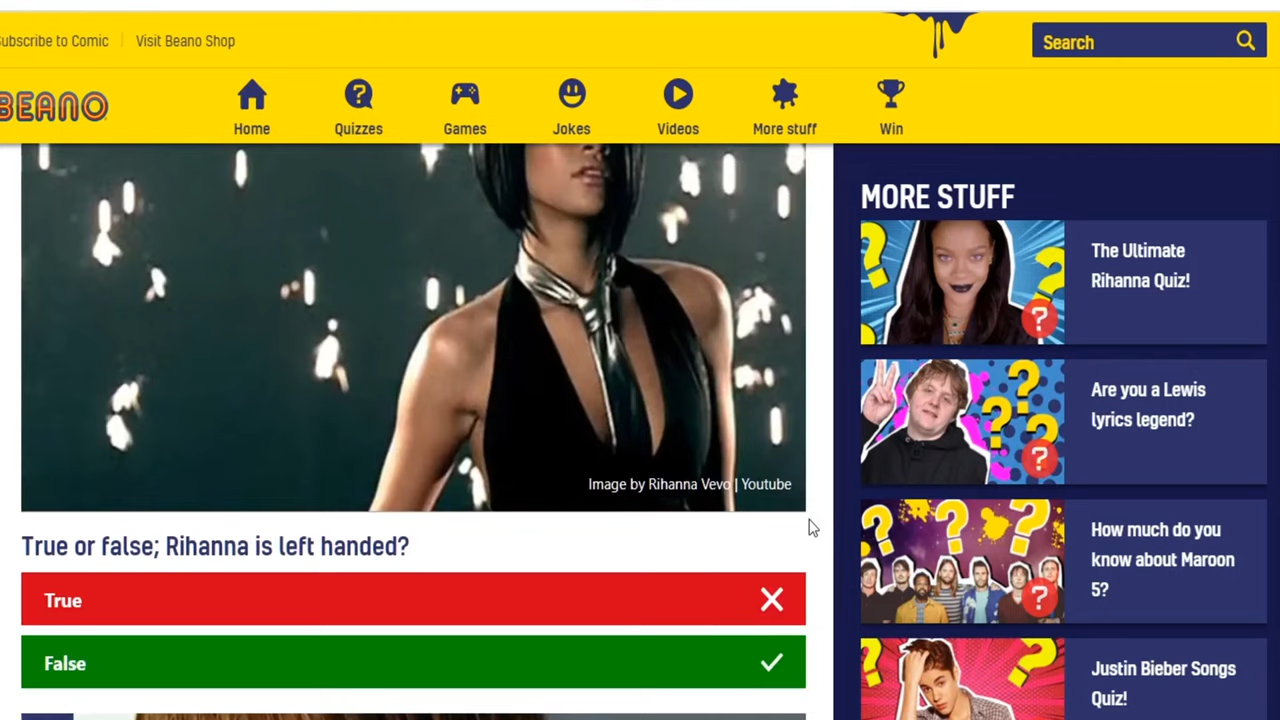 Subscribe to Comic
Visit Beano Shop
Search
BEANO
Home
Quizzes
Games
Jokes
Videos
More stuff
Win
Image by Rihanna Vevo | Youtube
True or false; Rihanna is left handed?
True
False
MORE STUFF
The Ultimate
Rihanna Quiz!
Are you a Lewis
lyrics legend?
How much do you
know about Maroon
5?
Justin Bieber Songs
Quiz!